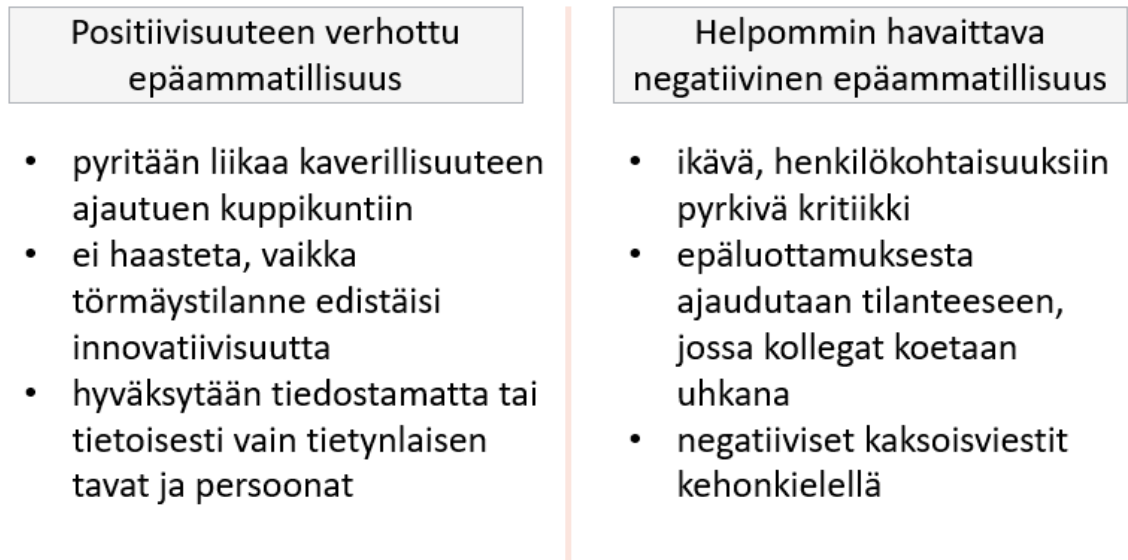 Positiivisuuteen verhottu
epäammatillisuus
• pyritään liikaa kaverillisuuteen
ajautuen kuppikuntiin
• ei haasteta, vaikka
törmäystilanne edistäisi
innovatiivisuutta
• hyväksytään tiedostamatta tai
tietoisesti vain tietynlaisen
tavat ja persoonat
Helpommin havaittava
negatiivinen epäammatillisuus
• ikävä, henkilökohtaisuuksiin
pyrkivä kritiikki
• epäluottamuksesta
ajaudutaan tilanteeseen,
jossa kollegat koetaan
uhkana
• negatiiviset kaksoisviestit
kehonkielellä